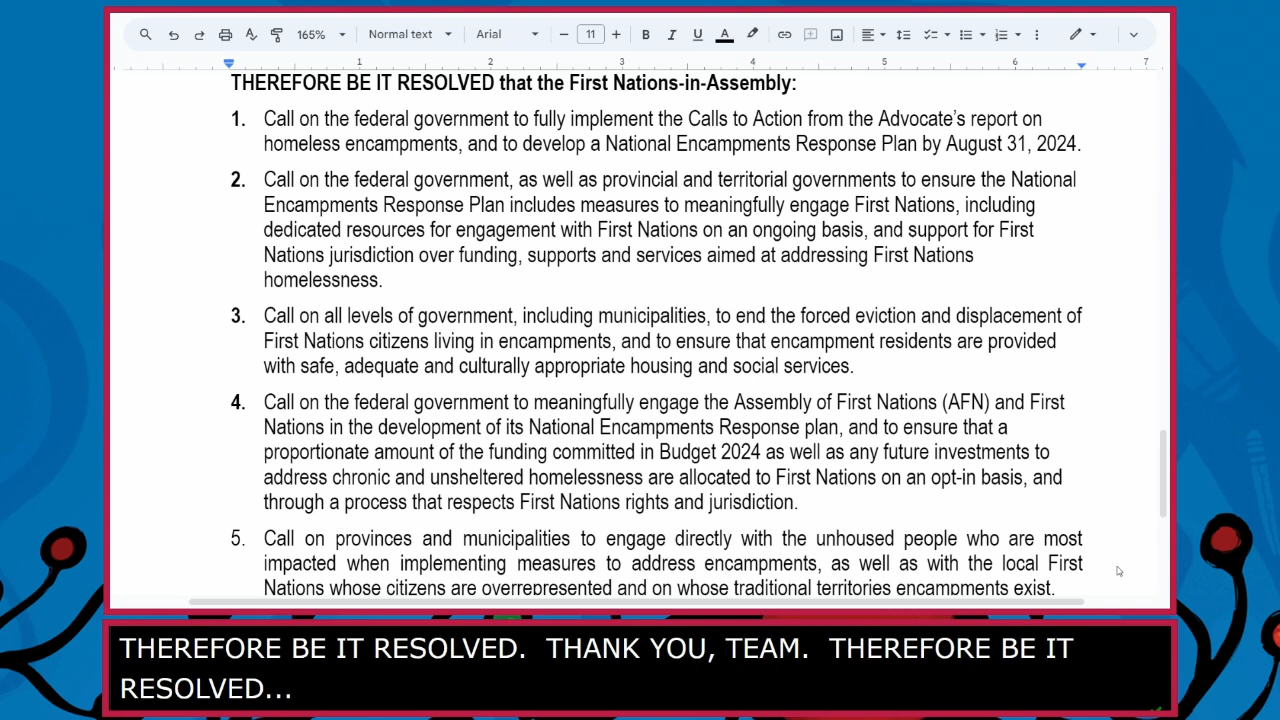 165% Normal text Arial 11 B I U A
1 2 3 4 5 6 7
THEREFORE BE IT RESOLVED that the First Nations-in-Assembly:
1. Call on the federal government to fully implement the Calls to Action from the Advocate’s report on
homeless encampments, and to develop a National Encampments Response Plan by August 31, 2024.
2. Call on the federal government, as well as provincial and territorial governments to ensure the National
Encampments Response Plan includes measures to meaningfully engage First Nations, including
dedicated resources for engagement with First Nations on an ongoing basis, and support for First
Nations jurisdiction over funding, supports and services aimed at addressing First Nations
homelessness.
3. Call on all levels of government, including municipalities, to end the forced eviction and displacement of
First Nations citizens living in encampments, and to ensure that encampment residents are provided
with safe, adequate and culturally appropriate housing and social services.
4. Call on the federal government to meaningfully engage the Assembly of First Nations (AFN) and First
Nations in the development of its National Encampments Response plan, and to ensure that a
proportionate amount of the funding committed in Budget 2024 as well as any future investments to
address chronic and unsheltered homelessness are allocated to First Nations on an opt-in basis, and
through a process that respects First Nations rights and jurisdiction.
5. Call on provinces and municipalities to engage directly with the unhoused people who are most
impacted when implementing measures to address encampments, as well as with the local First
Nations whose citizens are overrepresented and on whose traditional territories encampments exist.
THEREFORE BE IT RESOLVED.  THANK YOU, TEAM.  THEREFORE BE IT
RESOLVED...